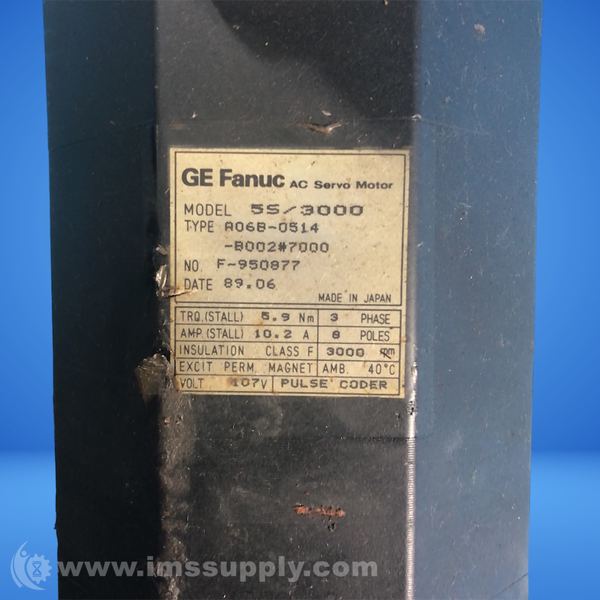 GE Fanuc AC Servo Motor
MODEL 5S/3000
TYPE A06B-0514
-B002#7000
NO. F-950877
DATE 89.06
MADE IN JAPAN
TRQ.(STALL) 5.9 Nm 3 PHASE
AMP.(STALL) 10.2 A 8 POLES
INSULATION CLASS F 3000 rpm
EXCIT PERM. MAGNET AMB. 40°C
VOLT 107V PULSE CODER
www.imssupply.com